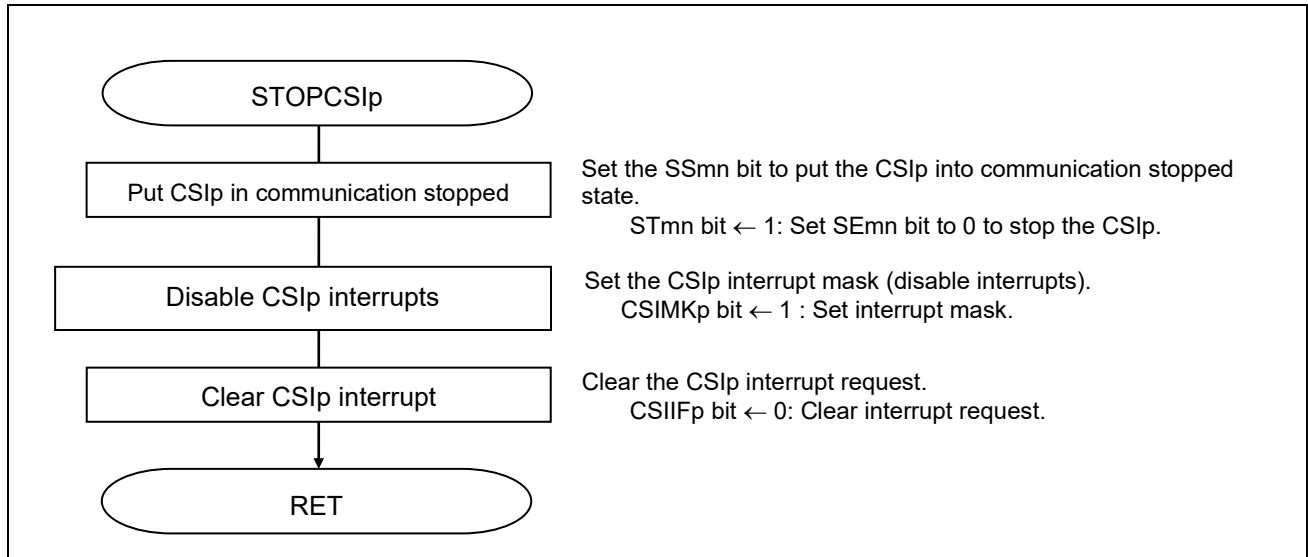 STOPCSIp
Put CSIp in communication stopped
Set the SSmn bit to put the CSIp into communication stopped
state.
STmn bit ← 1: Set SEmn bit to 0 to stop the CSIp.
Disable CSIp interrupts
Set the CSIp interrupt mask (disable interrupts).
CSIMKp bit ← 1 : Set interrupt mask.
Clear CSIp interrupt
Clear the CSIp interrupt request.
CSIIFp bit ← 0: Clear interrupt request.
RET